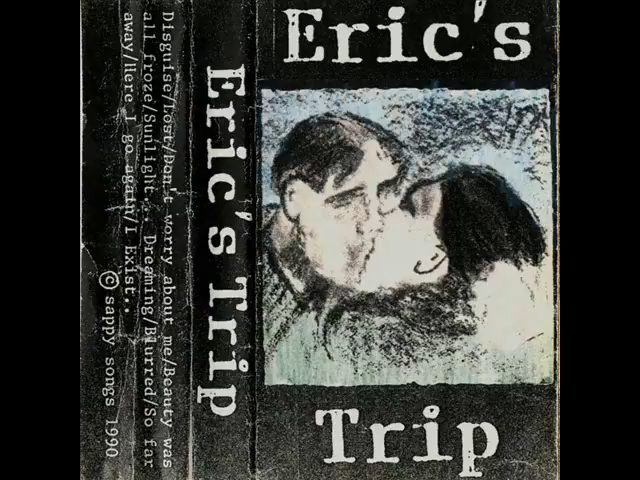 Eric's
Trip
Eric's Trip
Disguise/Lost/Don't worry about me/Beauty was
all froze/Sunlight... Dreaming/Blurred/So far
away/Here I go again/I Exist..
© sappy songs 1990